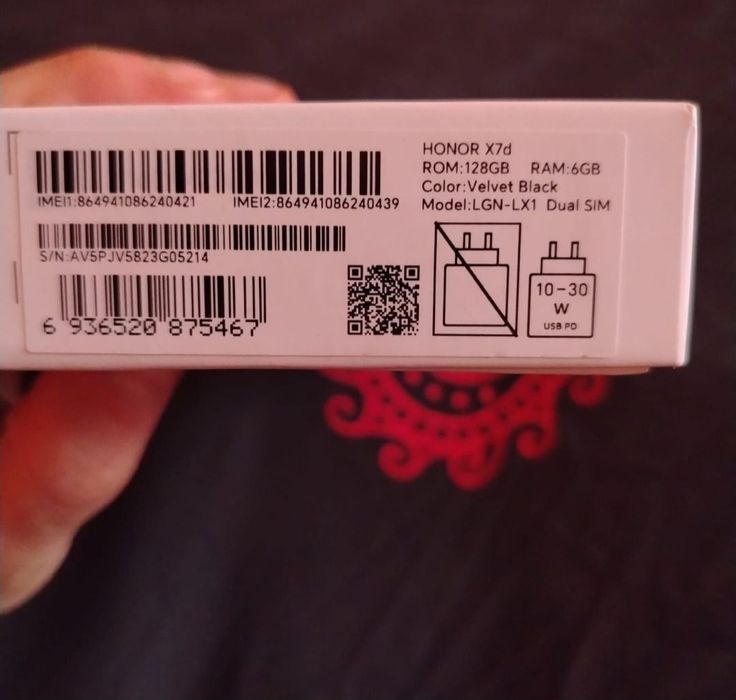 HONOR X7d
ROM:128GB RAM:6GB
Color:Velvet Black
Model:LGN-LX1 Dual SIM
IMEI1:864941086240421 IMEI2:864941086240439
S/N:AV5PJV5823G05214
6 936520 875467
10-30
W
USB PD